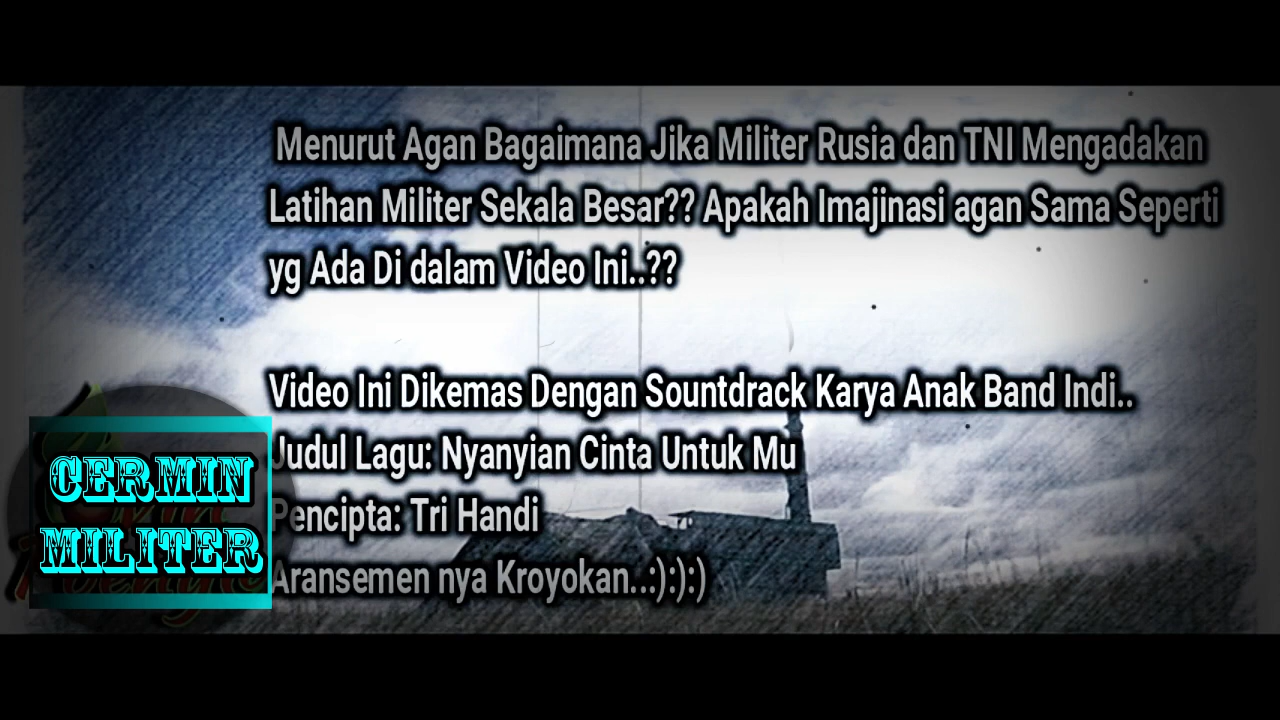 Menurut Agan Bagaimana Jika Militer Rusia dan TNI Mengadakan
Latihan Militer Sekala Besar?? Apakah Imajinasi agan Sama Seperti
yg Ada Di dalam Video Ini..??
Video Ini Dikemas Dengan Sountdrack Karya Anak Band Indi..
Judul Lagu: Nyanyian Cinta Untuk Mu
Pencipta: Tri Handi
Aransemen nya Kroyokan..:):):)
CERMIN
MILITER